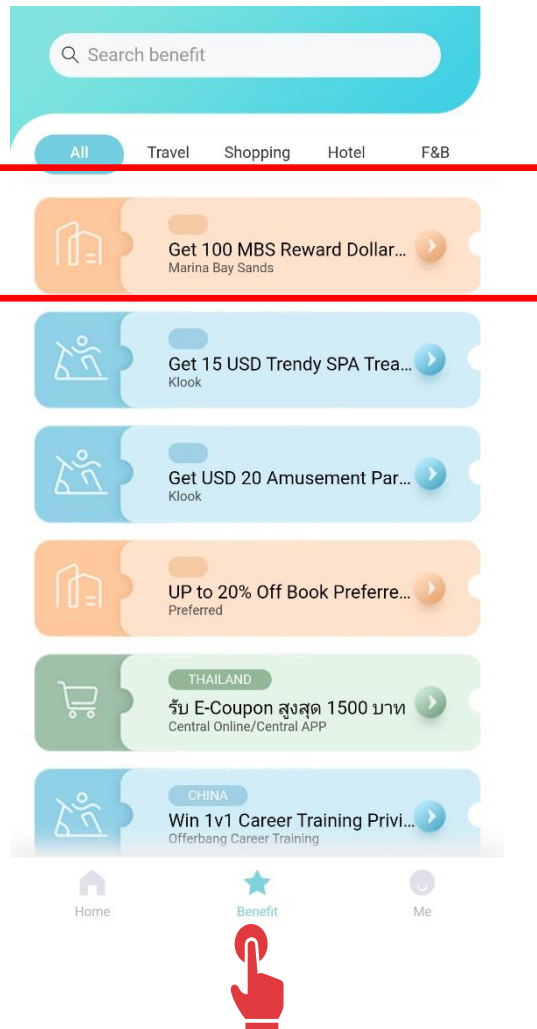 Search benefit
All Travel Shopping Hotel F&B
Get 100 MBS Reward Dollar...
Marina Bay Sands
Get 15 USD Trendy SPA Trea...
Klook
Get USD 20 Amusement Par...
Klook
UP to 20% Off Book Preferre...
Preferred
THAILAND
รับ E-Coupon สูงสุด 1500 บาท
Central Online/Central APP
CHINA
Win 1v1 Career Training Privi...
Offerbang Career Training
Home Benefit Me